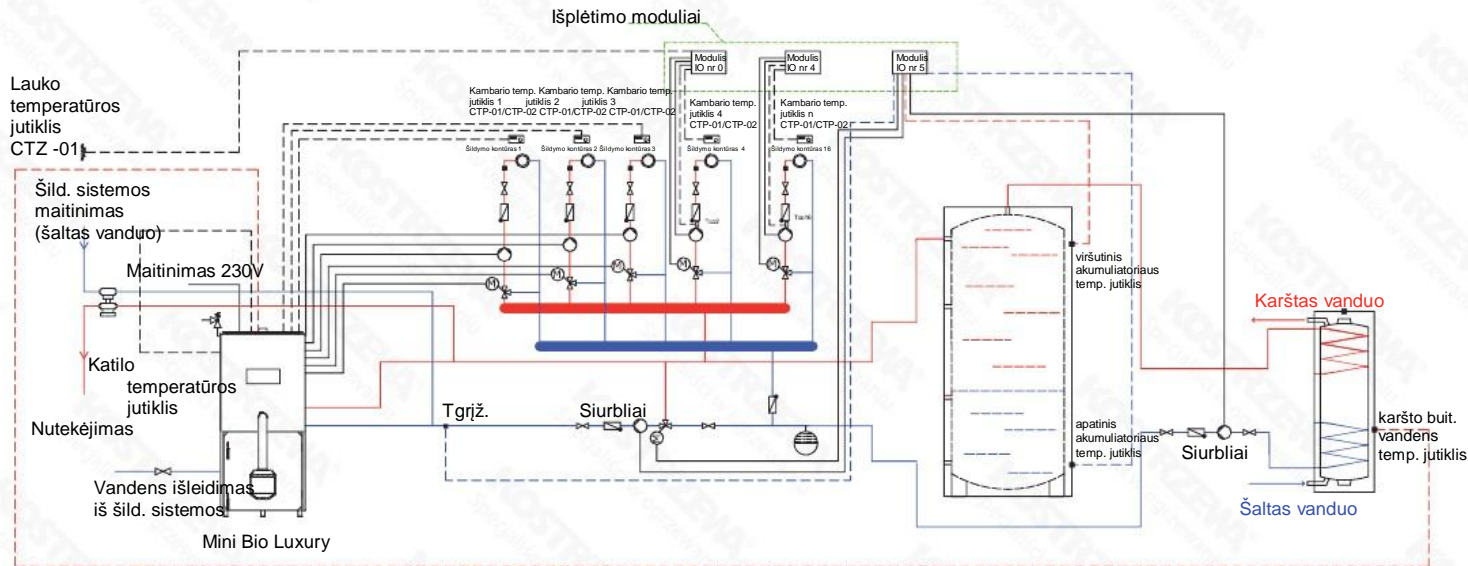 Išplėtimo moduliai
Modulis
IO nr 0
Modulis
IO nr 4
Modulis
IO nr 5
Lauko
temperatūros
jutiklis
CTZ -01
Kambario temp. Kambario temp. Kambario temp.
jutiklis 1 jutiklis 2 jutiklis 3
CTP-01/CTP-02 CTP-01/CTP-02 CTP-01/CTP-02
Kambario temp.
jutiklis 4
CTP-01/CTP-02
Kambario temp.
jutiklis n
CTP-01/CTP-02
Šildymo kontūras 1
Šildymo kontūras 2
Šildymo kontūras 3
Šildymo kontūras 4
Šildymo kontūras 16
Šild. sistemos
maitinimas
(šaltas vanduo)
Maitinimas 230V
M
M
M
M
M
viršutinis
akumuliatoriaus
temp. jutiklis
Karštas vanduo
Katilo
temperatūros
jutiklis
Nutekėjimas
Tgrįž.
Siurbliai
apatinis
akumuliatoriaus
temp. jutiklis
Siurbliai
karšto buit.
vandens
temp. jutiklis
Vandens išleidimas
iš šild. sistemos
Šaltas vanduo
Mini Bio Luxury
KOSTRZEWA